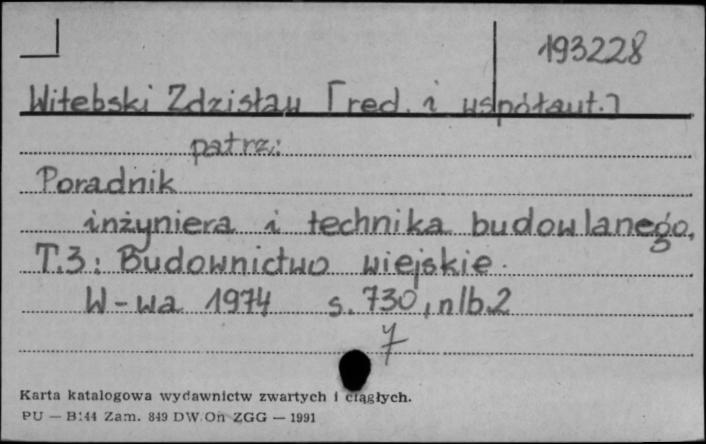 193228
Witebski Zdzisław [red. i współaut.]
patrz:
Poradnik
inżyniera i technika budowlanego.
T.3: Budownictwo wiejskie.
W-wa 1974 s. 730, nlb.2
7
Karta katalogowa wydawnictw zwartych i ciągłych.
PU — B144 Zam. 849 DW.On ZGG — 1991